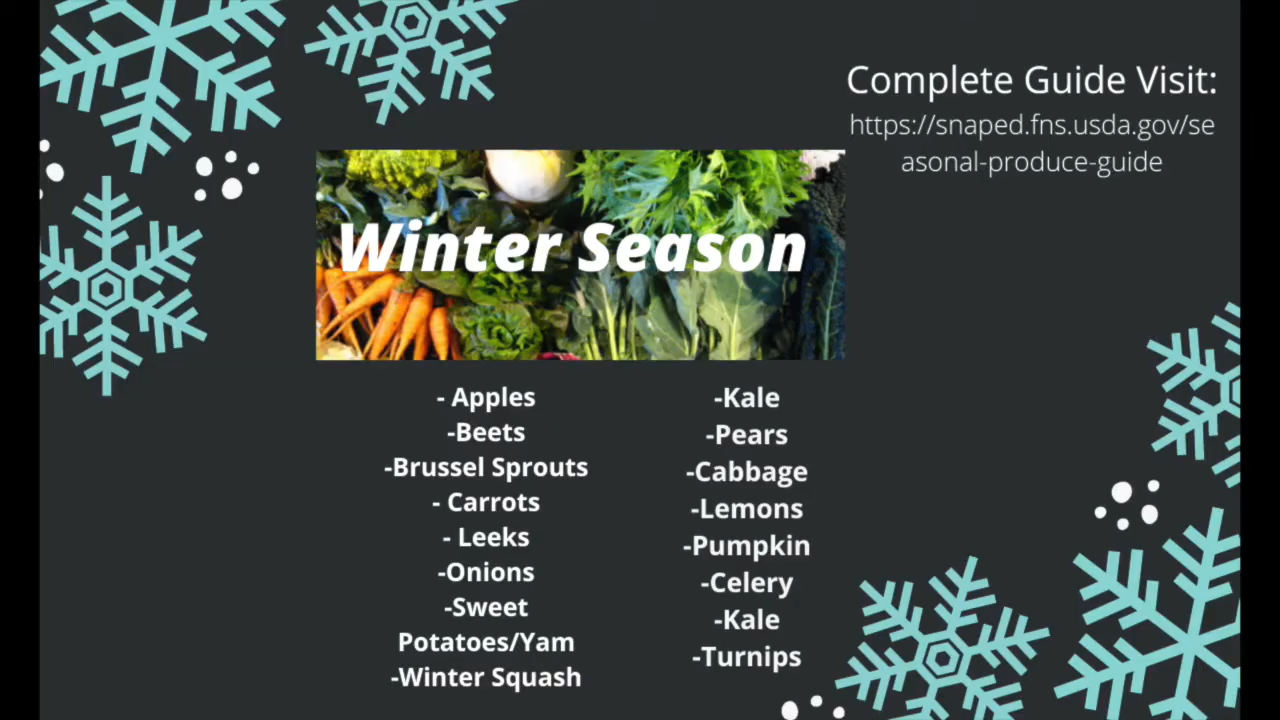 Complete Guide Visit:
https://snaped.fns.usda.gov/se
asonal-produce-guide
Winter Season
- Apples
-Beets
-Brussel Sprouts
- Carrots
- Leeks
-Onions
-Sweet
Potatoes/Yam
-Winter Squash
-Kale
-Pears
-Cabbage
-Lemons
-Pumpkin
-Celery
-Kale
-Turnips